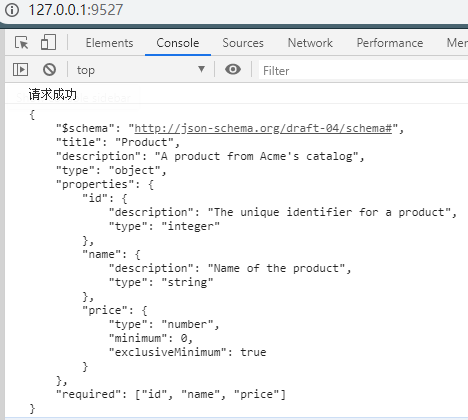 127.0.0.1:9527
Elements Console Sources Network Performance
top Filter
请求成功
{
    "$schema": "http://json-schema.org/draft-04/schema#",
    "title": "Product",
    "description": "A product from Acme's catalog",
    "type": "object",
    "properties": {
        "id": {
            "description": "The unique identifier for a product",
            "type": "integer"
        },
        "name": {
            "description": "Name of the product",
            "type": "string"
        },
        "price": {
            "type": "number",
            "minimum": 0,
            "exclusiveMinimum": true
        }
    },
    "required": ["id", "name", "price"]
}